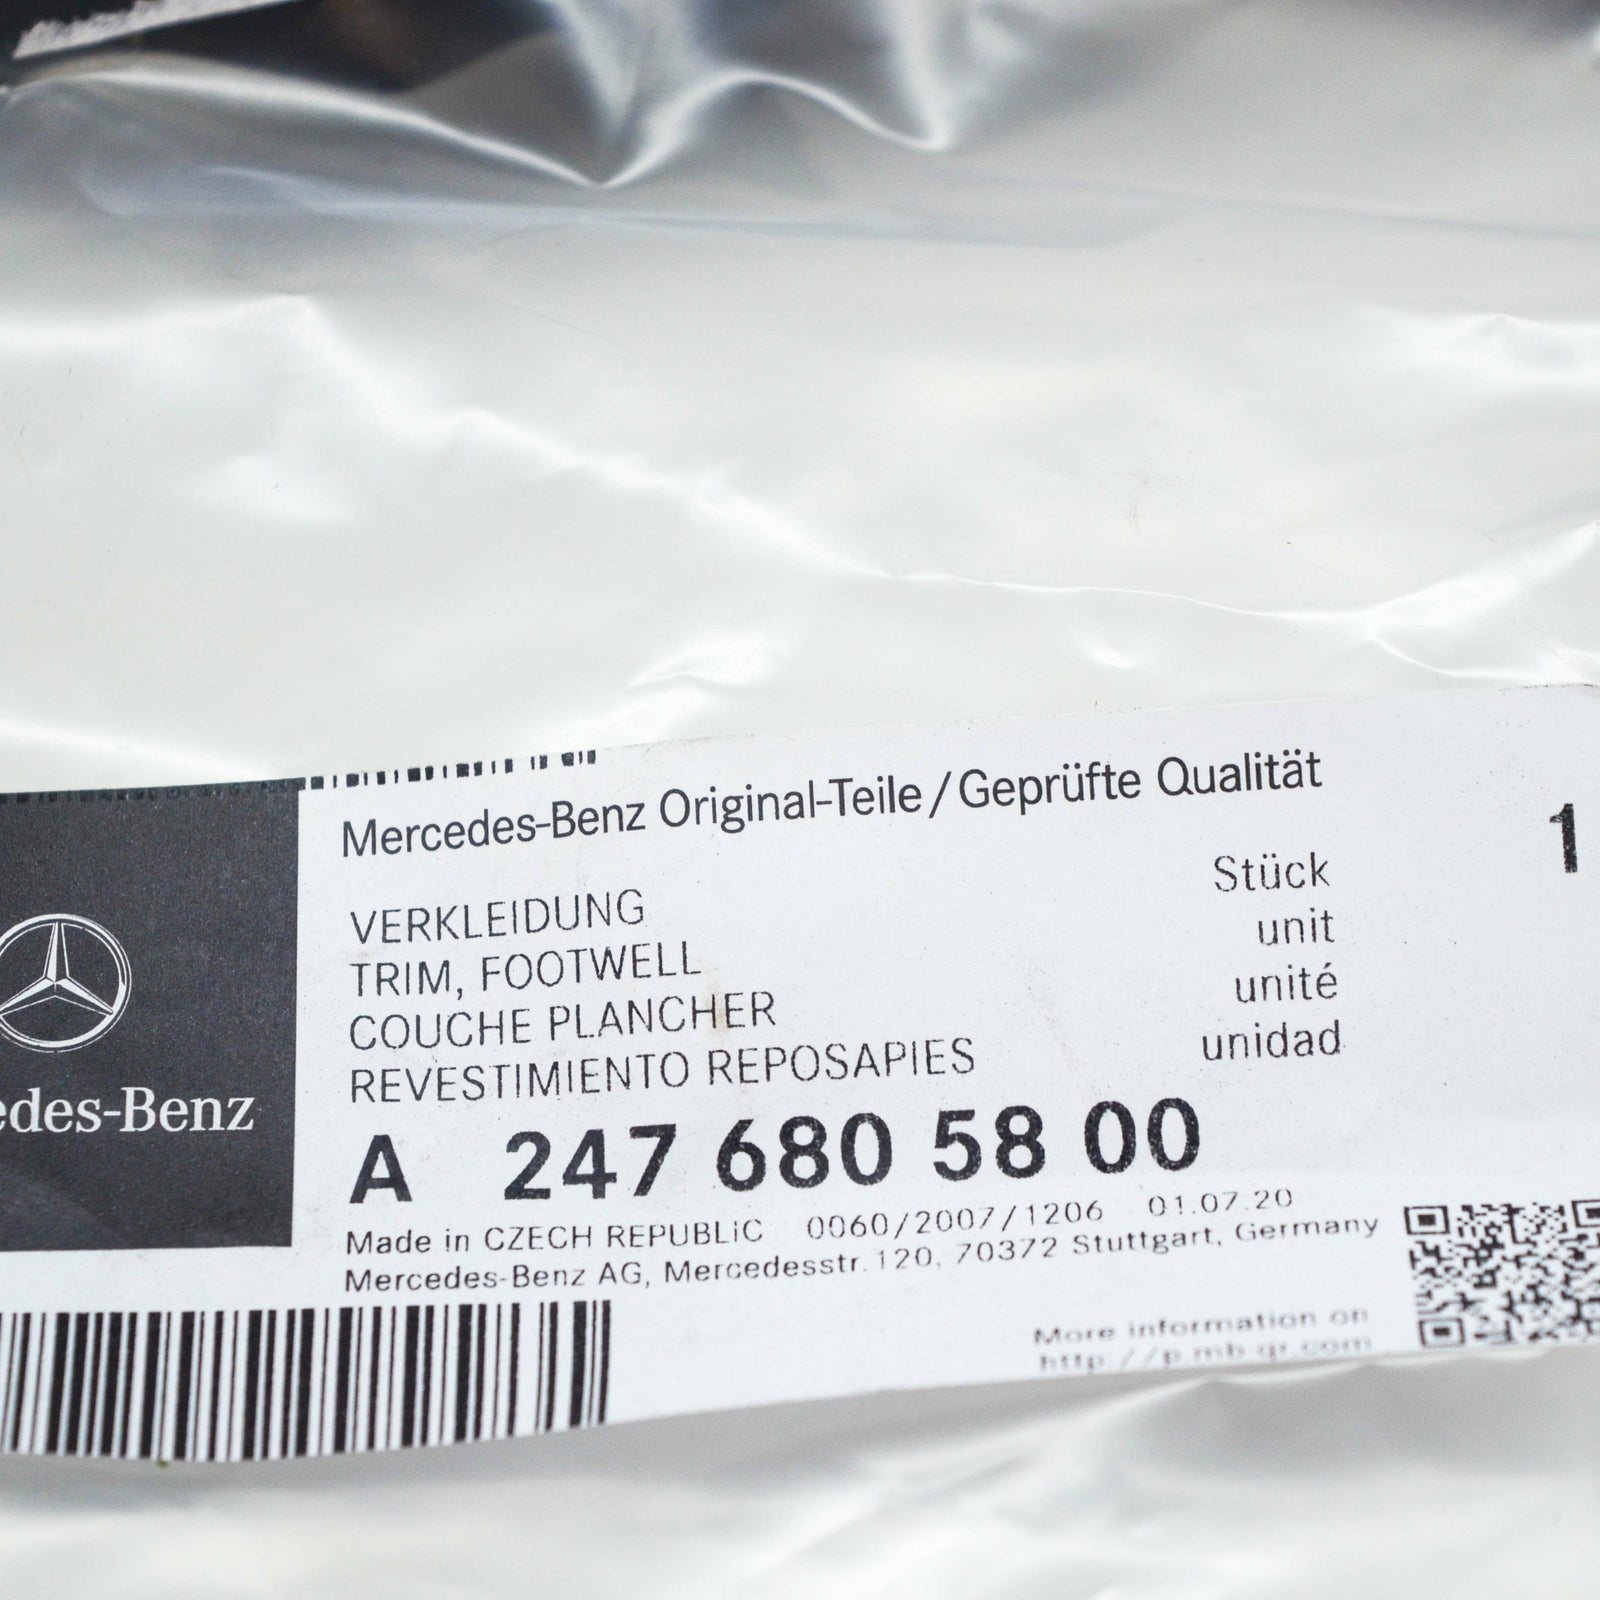 Mercedes-Benz Original-Teile/Geprüfte Qualität
1
Stück
unit
unité
unidad
VERKLEIDUNG
TRIM, FOOTWELL
COUCHE PLANCHER
REVESTIMIENTO REPOSAPIES
edes-Benz
A 247 680 58 00
Made in CZECH REPUBLIC 0060/2007/1206 01.07.20
Mercedes-Benz AG, Mercedesstr. 120, 70372 Stuttgart, Germany
More information on
http://p.mb-qr.com